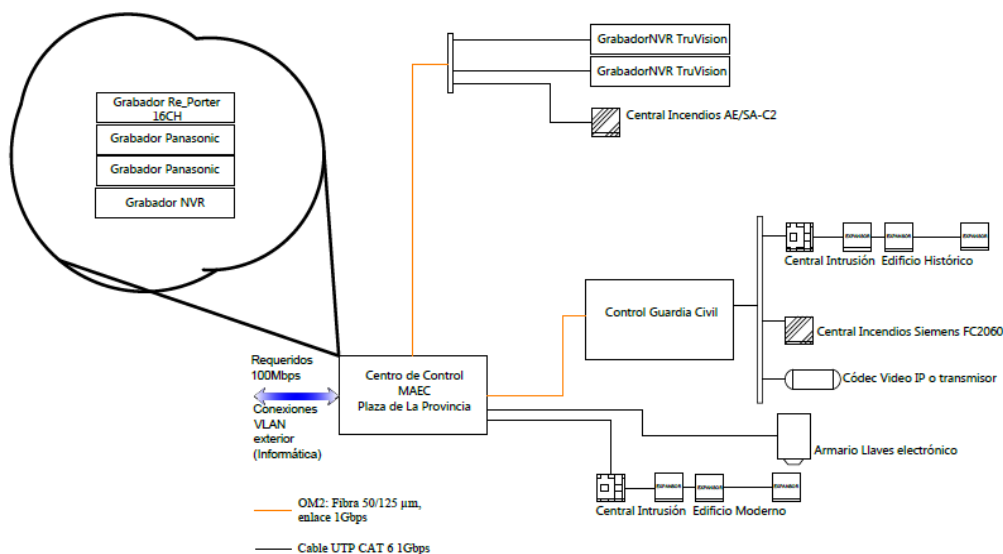 Grabador Re_Porter
16CH
Grabador Panasonic
Grabador Panasonic
Grabador NVR
GrabadorNVR TruVision
GrabadorNVR TruVision
Central Incendios AE/SA-C2
EXPANSOR
EXPANSOR
EXPANSOR
Central Intrusión
Edificio Histórico
Control Guardia Civil
Central Incendios Siemens FC2060
Códec Video IP o transmisor
Requeridos
100Mbps
Conexiones
VLAN
exterior
(Informática)
Centro de Control
MAEC
Plaza de La Provincia
Armario Llaves electrónico
EXPANSOR
EXPANSOR
EXPANSOR
Central Intrusión
Edificio Moderno
OM2: Fibra 50/125 µm,
enlace 1Gbps
Cable UTP CAT 6 1Gbps